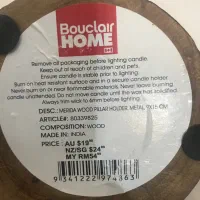 Bouclair
HOME
Remove all packaging before lighting candle.
Keep out of reach of children and pets.
Ensure candle is stable prior to lighting.
Burn on heat resistant surface and in a secure candle holder.
Never burn on or near flammable materials. Never leave burning
candle unattended. Do not move candle until the wax has solidified.
Always trim wick to 6mm before lighting.
DESC.: MERIDA WOOD PILLAR HOLDER, METAL, 9X16 CM
ARTICLE#: 80339825
COMPOSITION: WOOD
MADE IN: INDIA
PRICE: AU $19
NZ/SG $24
MY RM54